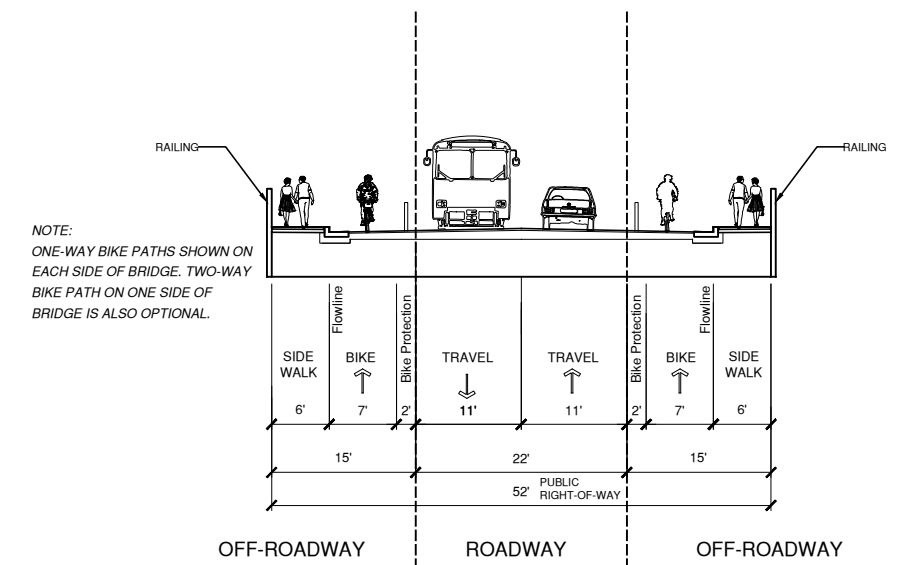 RAILING
RAILING
NOTE:
ONE-WAY BIKE PATHS SHOWN ON
EACH SIDE OF BRIDGE. TWO-WAY
BIKE PATH ON ONE SIDE OF
BRIDGE IS ALSO OPTIONAL.
SIDE
WALK
6'
Flowline
BIKE
7'
Bike Protection
2'
TRAVEL
11'
TRAVEL
11'
Bike Protection
2'
BIKE
7'
Flowline
SIDE
WALK
6'
15'
22'
15'
52' PUBLIC
RIGHT-OF-WAY
OFF-ROADWAY
ROADWAY
OFF-ROADWAY